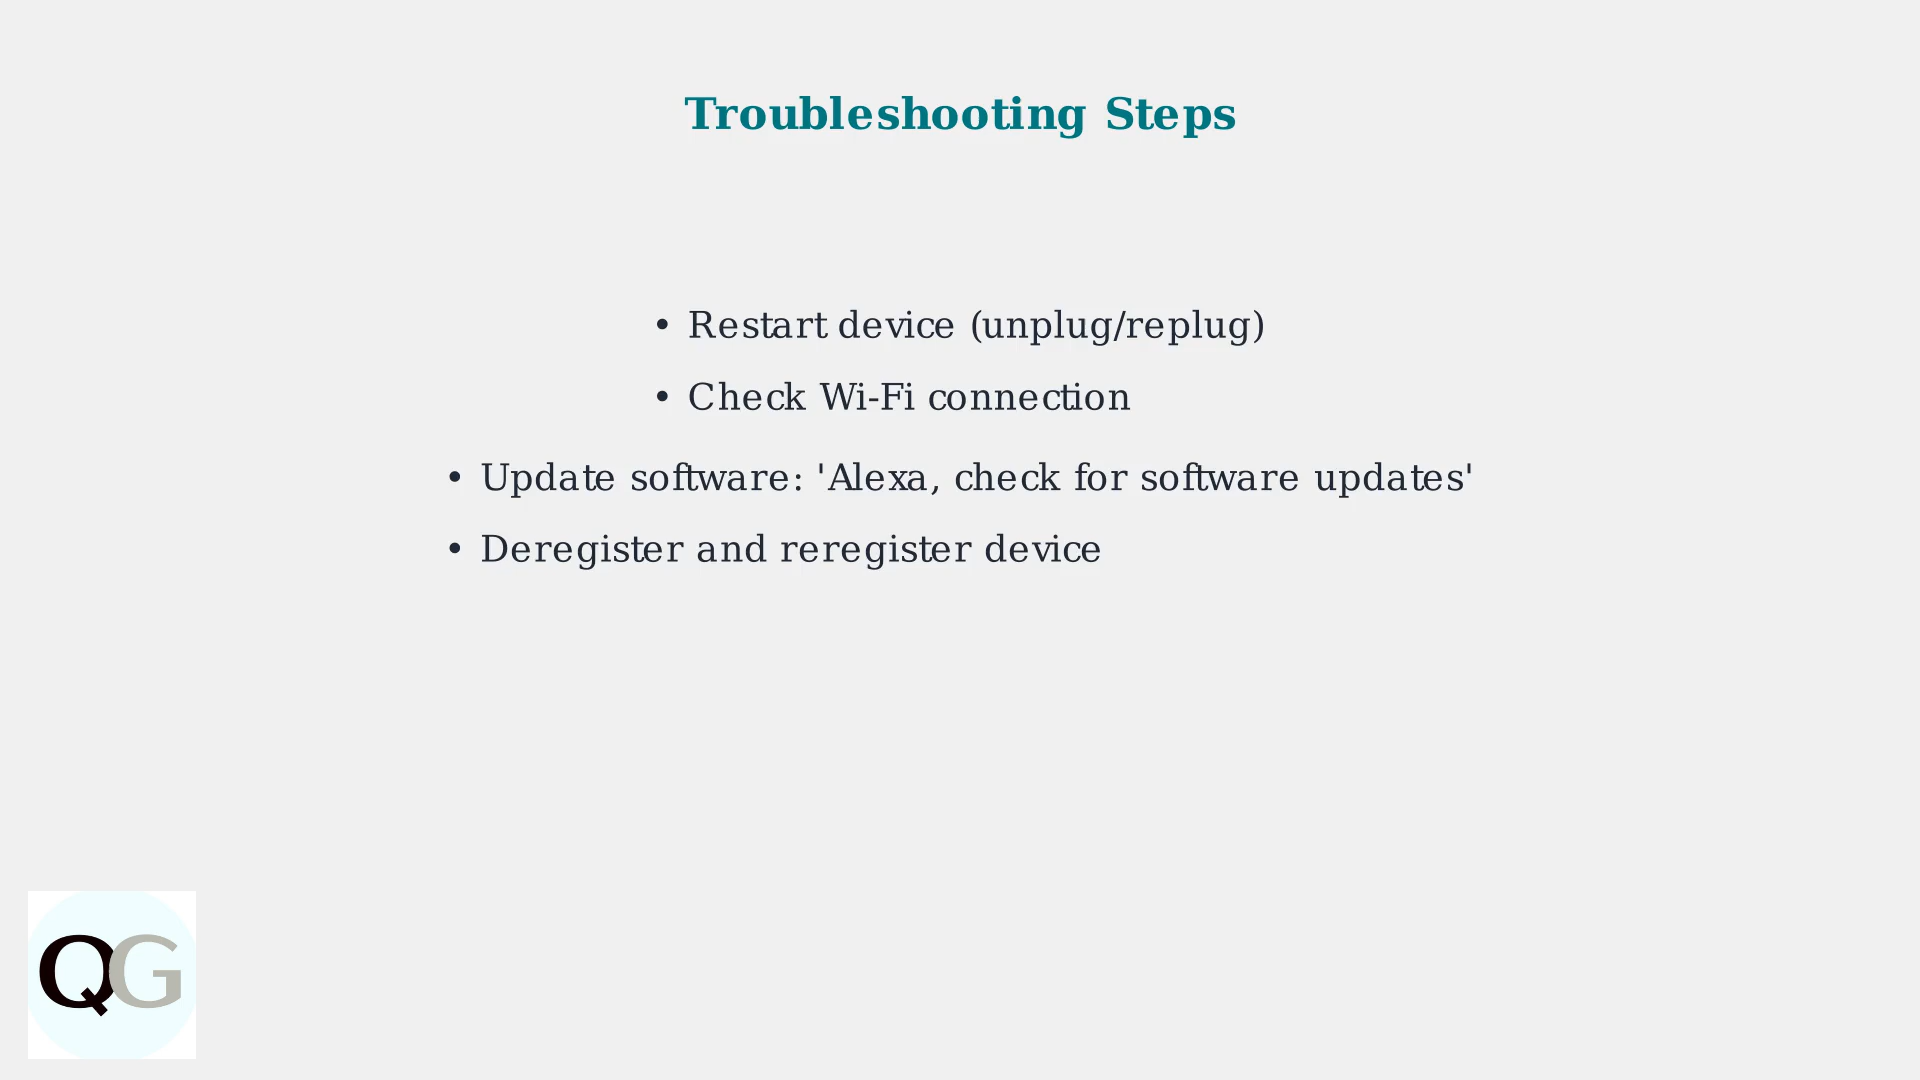 Troubleshooting Steps
• Restart device (unplug/replug)
• Check Wi-Fi connection
• Update software: 'Alexa, check for software updates'
• Deregister and reregister device
QG